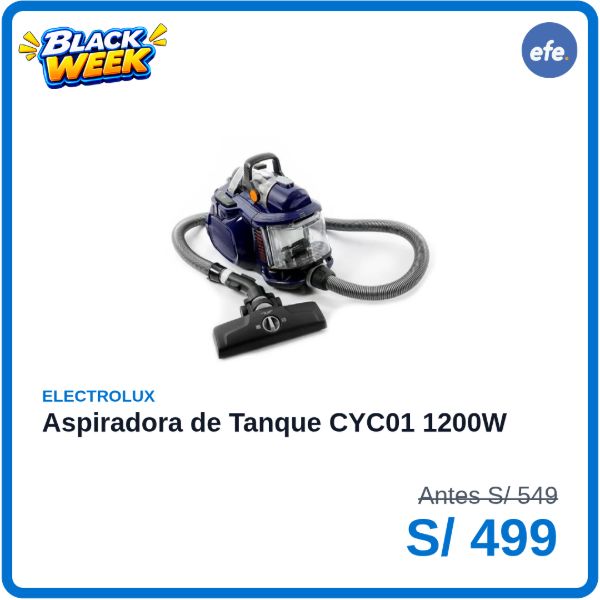 BLACK
WEEK
efe.
ELECTROLUX
Aspiradora de Tanque CYC01 1200W
Antes S/ 549
S/ 499